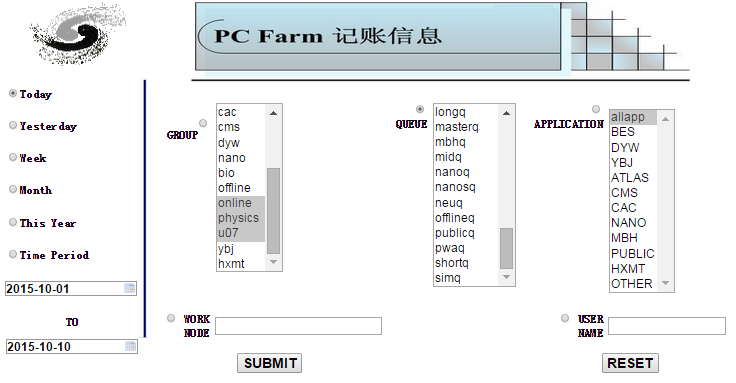 PC Farm 记账信息
Today
Yesterday
Week
Month
This Year
Time Period
2015-10-01
TO
2015-10-10
GROUP
cac
cms
dyw
nano
bio
offline
online
physics
u07
ybj
hxmt
QUEUE
longq
masterq
mbhq
midq
nanoq
nanosq
neuq
offlineq
publicq
pwaq
shortq
simq
APPLICATION
allapp
BES
DYW
YBJ
ATLAS
CMS
CAC
NANO
MBH
PUBLIC
HXMT
OTHER
WORK
NODE
USER
NAME
SUBMIT
RESET